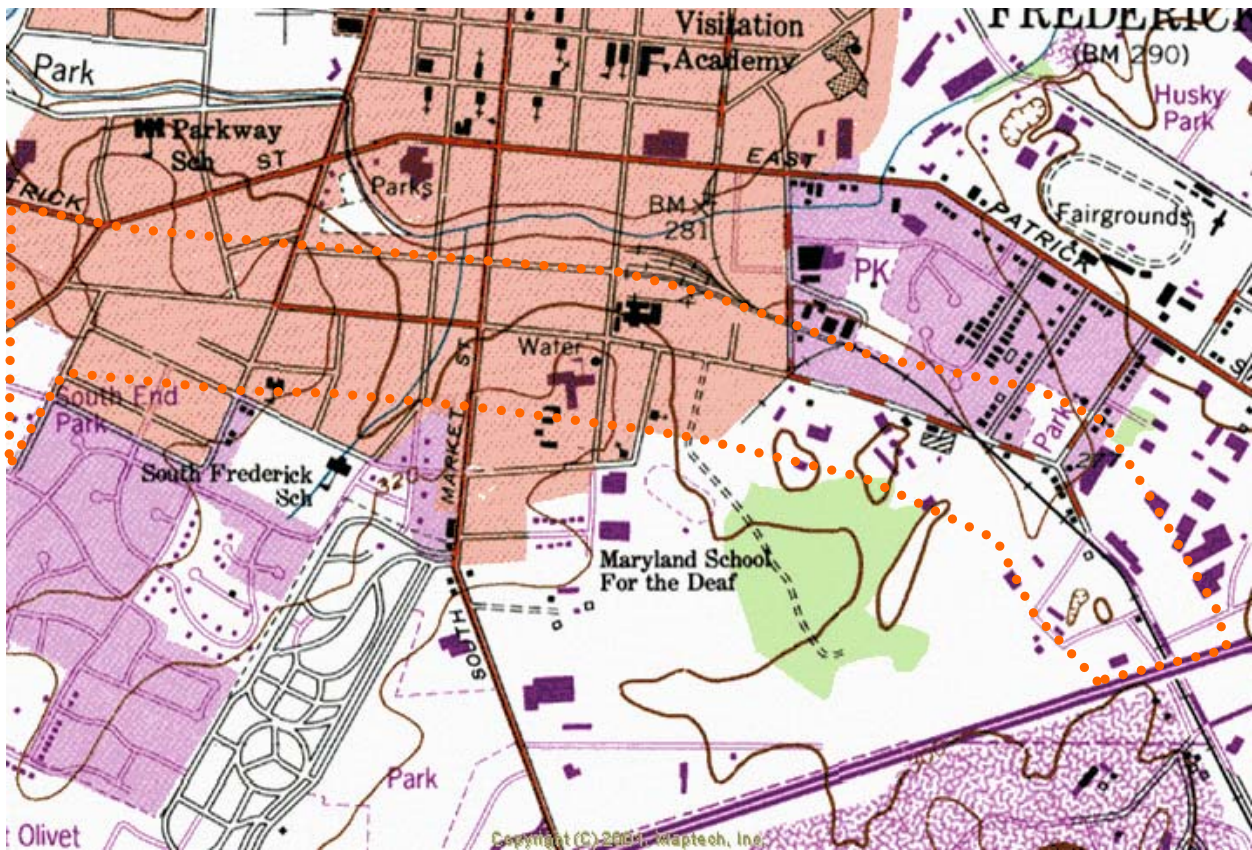 Visitation
Academy
FREDERICK
(BM 290)
Park
Husky
Park
Parkway
Sch
ST
EAST
TRICK
Parks
BM X
281
PATRICK
Fairgrounds
PK
ST
Water
South End
Park
MARKET
Park
South Frederick
Sch
320
Maryland School
For the Deaf
SOUTH
Park
t Olivet
Copyright (C) 2001, Maptech, Inc.